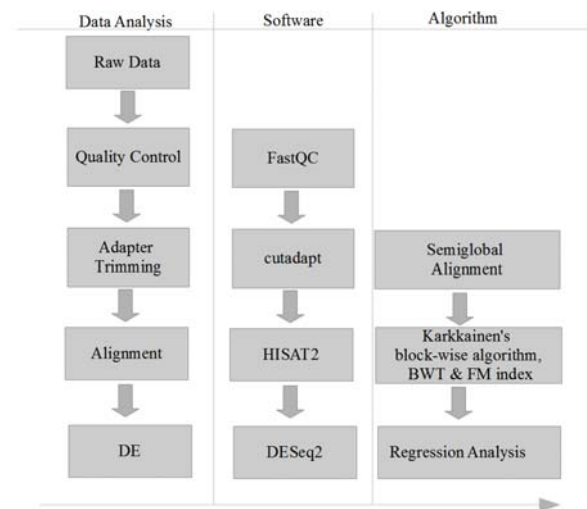 Data Analysis
Software
Algorithm
Raw Data
Quality Control
FastQC
Adapter
Trimming
cutadapt
Semiglobal
Alignment
Alignment
HISAT2
Karkkainen's
block-wise algorithm,
BWT & FM index
DE
DESeq2
Regression Analysis